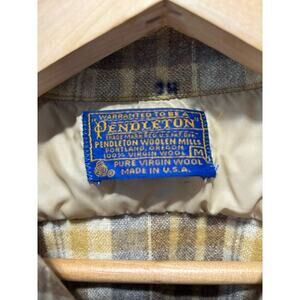 "WARRANTED TO BE A"
"PENDLETON"
TRADE MARK REG. U.S. PAT. OFF.
PENDLETON WOOLEN MILLS
PORTLAND, OREGON
100% VIRGIN WOOL M
PURE VIRGIN WOOL
MADE IN U.S.A.